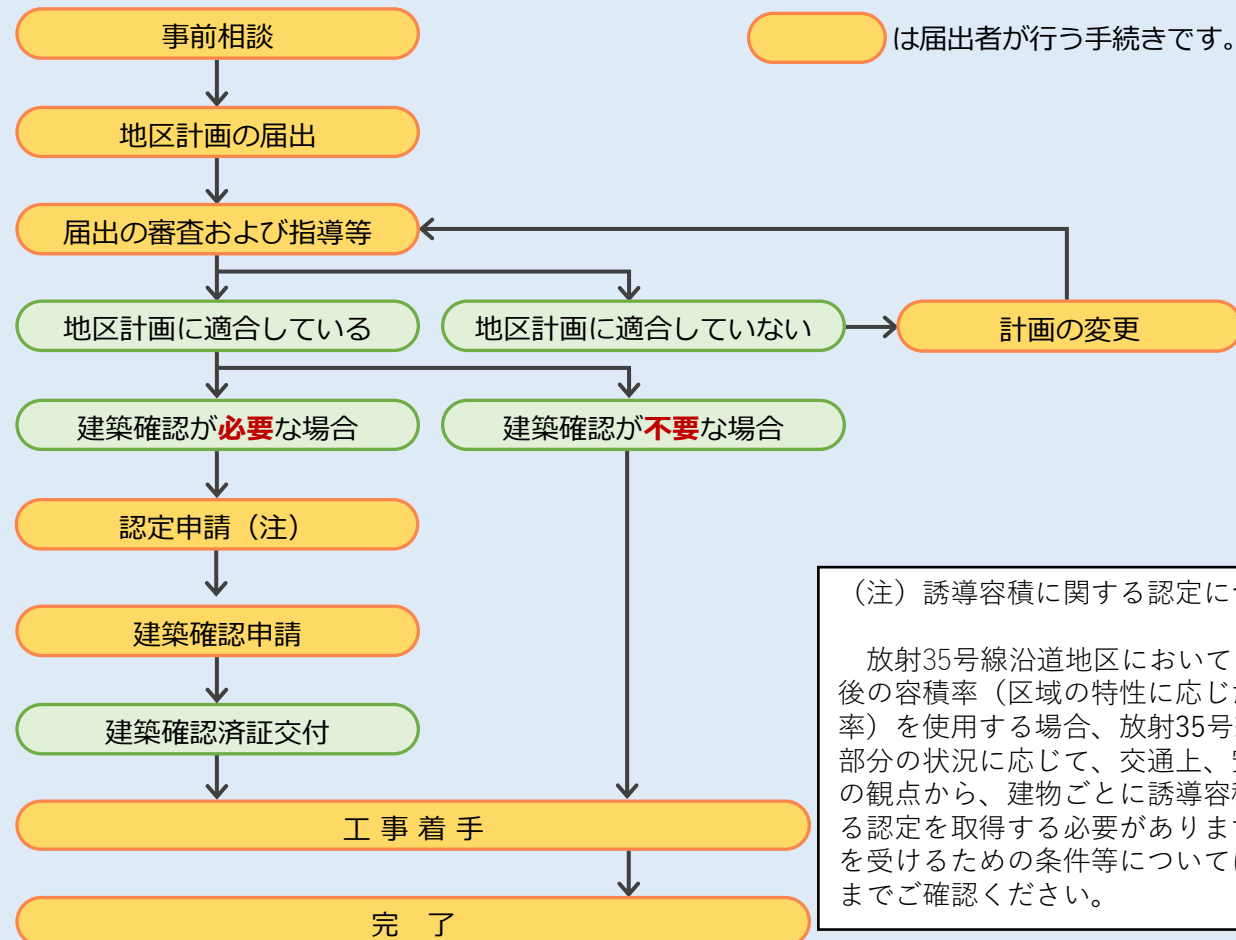 事前相談
は届出者が行う手続きです。
地区計画の届出
届出の審査および指導等
地区計画に適合している
地区計画に適合していない
計画の変更
建築確認が必要な場合
建築確認が不要な場合
認定申請（注）
建築確認申請
建築確認済証交付
工 事 着 手
完　了
（注）誘導容積に関する認定に
放射35号線沿道地区において
後の容積率（区域の特性に応じ
率）を使用する場合、放射35号
部分の状況に応じて、交通上、
の観点から、建物ごとに誘導容
る認定を取得する必要がありま
を受けるための条件等については
までご確認ください。